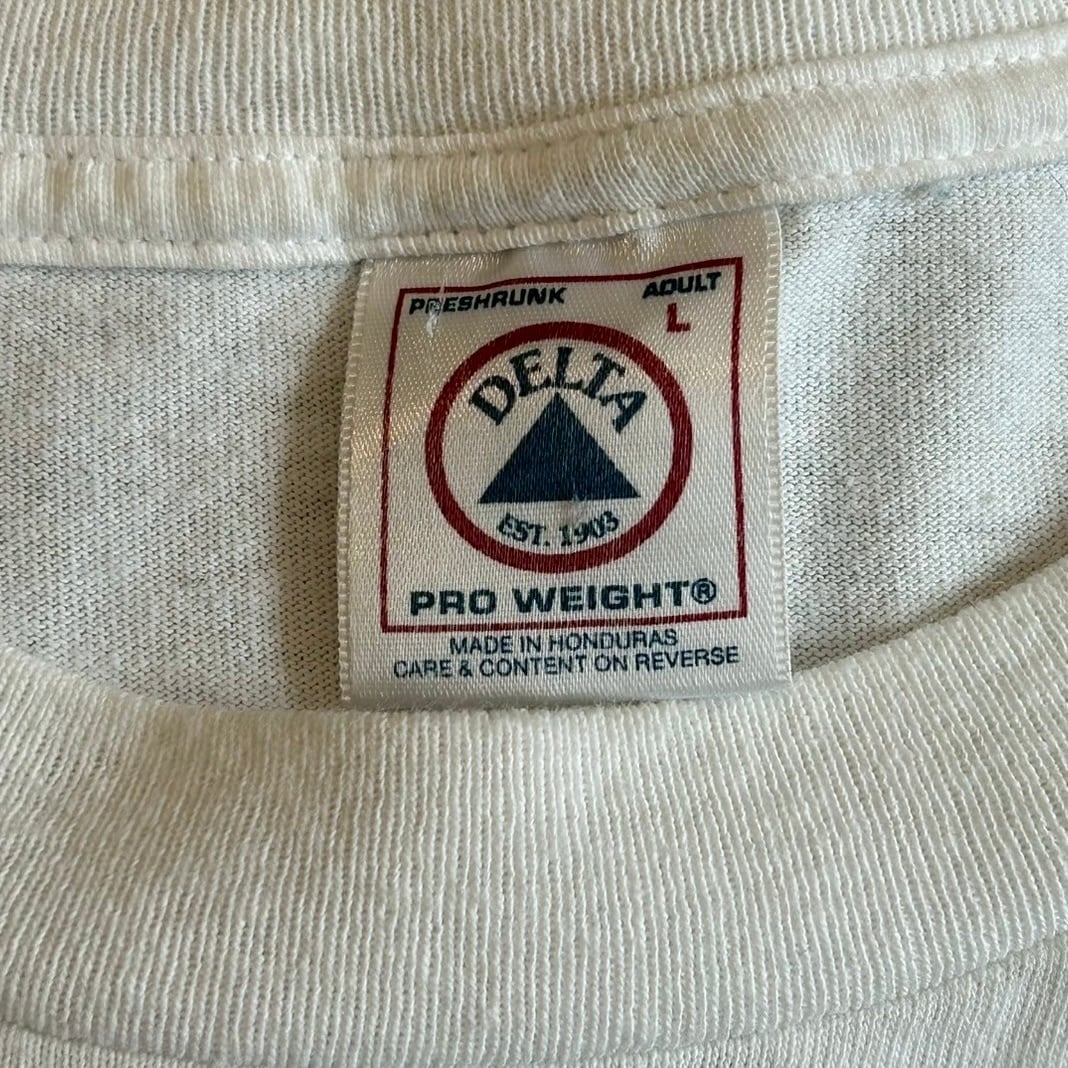 PRESHRUNK ADULT
L
DELTA
EST. 1903
PRO WEIGHT®
MADE IN HONDURAS
CARE & CONTENT ON REVERSE